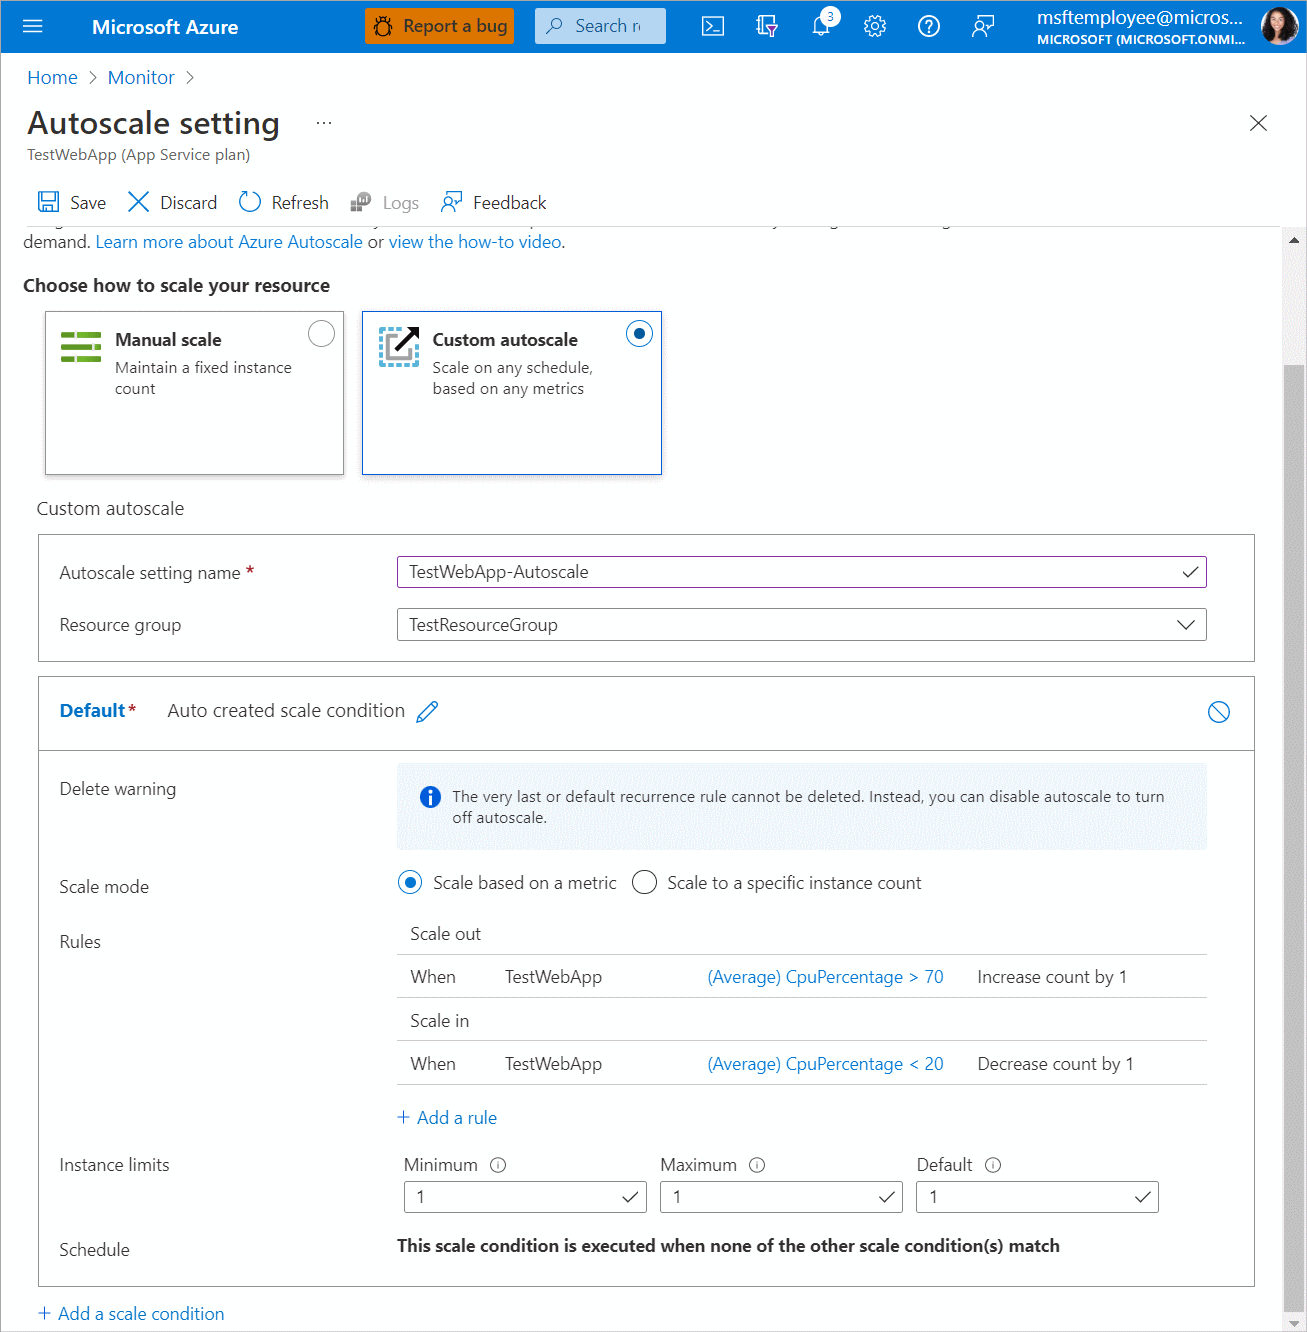 Microsoft Azure
Report a bug
Search r
3
msftemployee@micros...
MICROSOFT (MICROSOFT.ONMI...
Home > Monitor >
Autoscale setting ...
TestWebApp (App Service plan)
Save Discard Refresh Logs Feedback
demand. Learn more about Azure Autoscale or view the how-to video.
Choose how to scale your resource
Manual scale
Maintain a fixed instance
count
Custom autoscale
Scale on any schedule,
based on any metrics
Custom autoscale
Autoscale setting name * TestWebApp-Autoscale
Resource group TestResourceGroup
Default* Auto created scale condition
Delete warning
The very last or default recurrence rule cannot be deleted. Instead, you can disable autoscale to turn
off autoscale.
Scale mode Scale based on a metric Scale to a specific instance count
Rules
Scale out
When TestWebApp (Average) CpuPercentage > 70 Increase count by 1
Scale in
When TestWebApp (Average) CpuPercentage < 20 Decrease count by 1
+ Add a rule
Instance limits Minimum Maximum Default
1 1 1
Schedule This scale condition is executed when none of the other scale condition(s) match
+ Add a scale condition